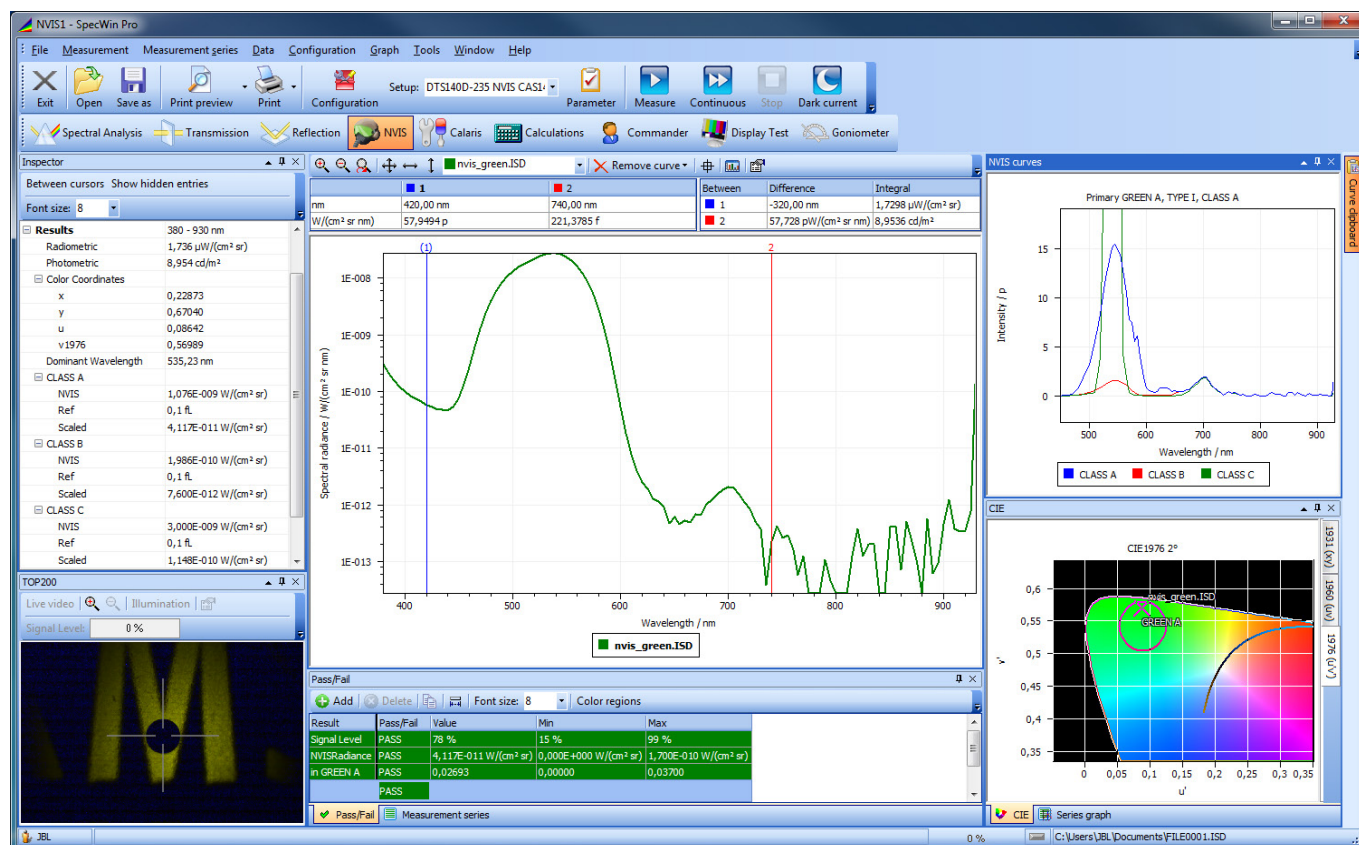 NVIS1 - SpecWin Pro
File Measurement Measurement series Data Configuration Graph Tools Window Help
Exit Open Save as Print preview Print Configuration Setup: DTS140D-235 NVIS CAS14 Parameter Measure Continuous Stop Dark current
Spectral Analysis Transmission Reflection NVIS Calaris Calculations Commander Display Test Goniometer
Inspector
Between cursors Show hidden entries
Font size: 8
Results 380 - 930 nm
Radiometric 1,736 µW/(cm² sr)
Photometric 8,954 cd/m²
Color Coordinates
x 0,22873
y 0,67040
u 0,08642
v1976 0,56989
Dominant Wavelength 535,23 nm
CLASS A
NVIS 1,076E-009 W/(cm² sr)
Ref 0,1 fL
Scaled 4,117E-011 W/(cm² sr)
CLASS B
NVIS 1,986E-010 W/(cm² sr)
Ref 0,1 fL
Scaled 7,600E-012 W/(cm² sr)
CLASS C
NVIS 3,000E-009 W/(cm² sr)
Ref 0,1 fL
Scaled 1,148E-010 W/(cm² sr)
TOP200
Live video Illumination
Signal Level: 0 %
nvis_green.ISD Remove curve
1 2
nm 420,00 nm 740,00 nm
W/(cm² sr nm) 57,9494 p 221,3785 f
Between Difference Integral
1 -320,00 nm 1,7298 µW/(cm² sr)
2 57,728 pW/(cm² sr nm) 8,9536 cd/m²
(1) 2
Spectral radiance / W/(cm² sr nm)
1E-008
1E-009
1E-010
1E-011
1E-012
1E-013
400 500 600 700 800 900
Wavelength / nm
nvis_green.ISD
Pass/Fail
Add Delete Font size: 8 Color regions
Result Pass/Fail Value Min Max
Signal Level PASS 78 % 15 % 99 %
NVISRadiance PASS 4,117E-011 W/(cm² sr) 0,000E+000 W/(cm² sr) 1,700E-010 W/(cm² sr)
in GREEN A PASS 0,02693 0,00000 0,03700
PASS
Pass/Fail Measurement series
NVIS curves
Primary GREEN A, TYPE I, CLASS A
Intensity / p
15
10
5
0
500 600 700 800 900
Wavelength / nm
CLASS A CLASS B CLASS C
Curve clipboard
CIE
CIE1976 2°
nvis_green.ISD
GREEN A
v'
0,6
0,55
0,5
0,45
0,4
0,35
0 0,05 0,1 0,15 0,2 0,25 0,3 0,35
u'
1931 (xy) 1960 (uv) 1976 (u'v')
CIE Series graph
JBL 0 % C:\Users\JBL\Documents\FILE0001.ISD